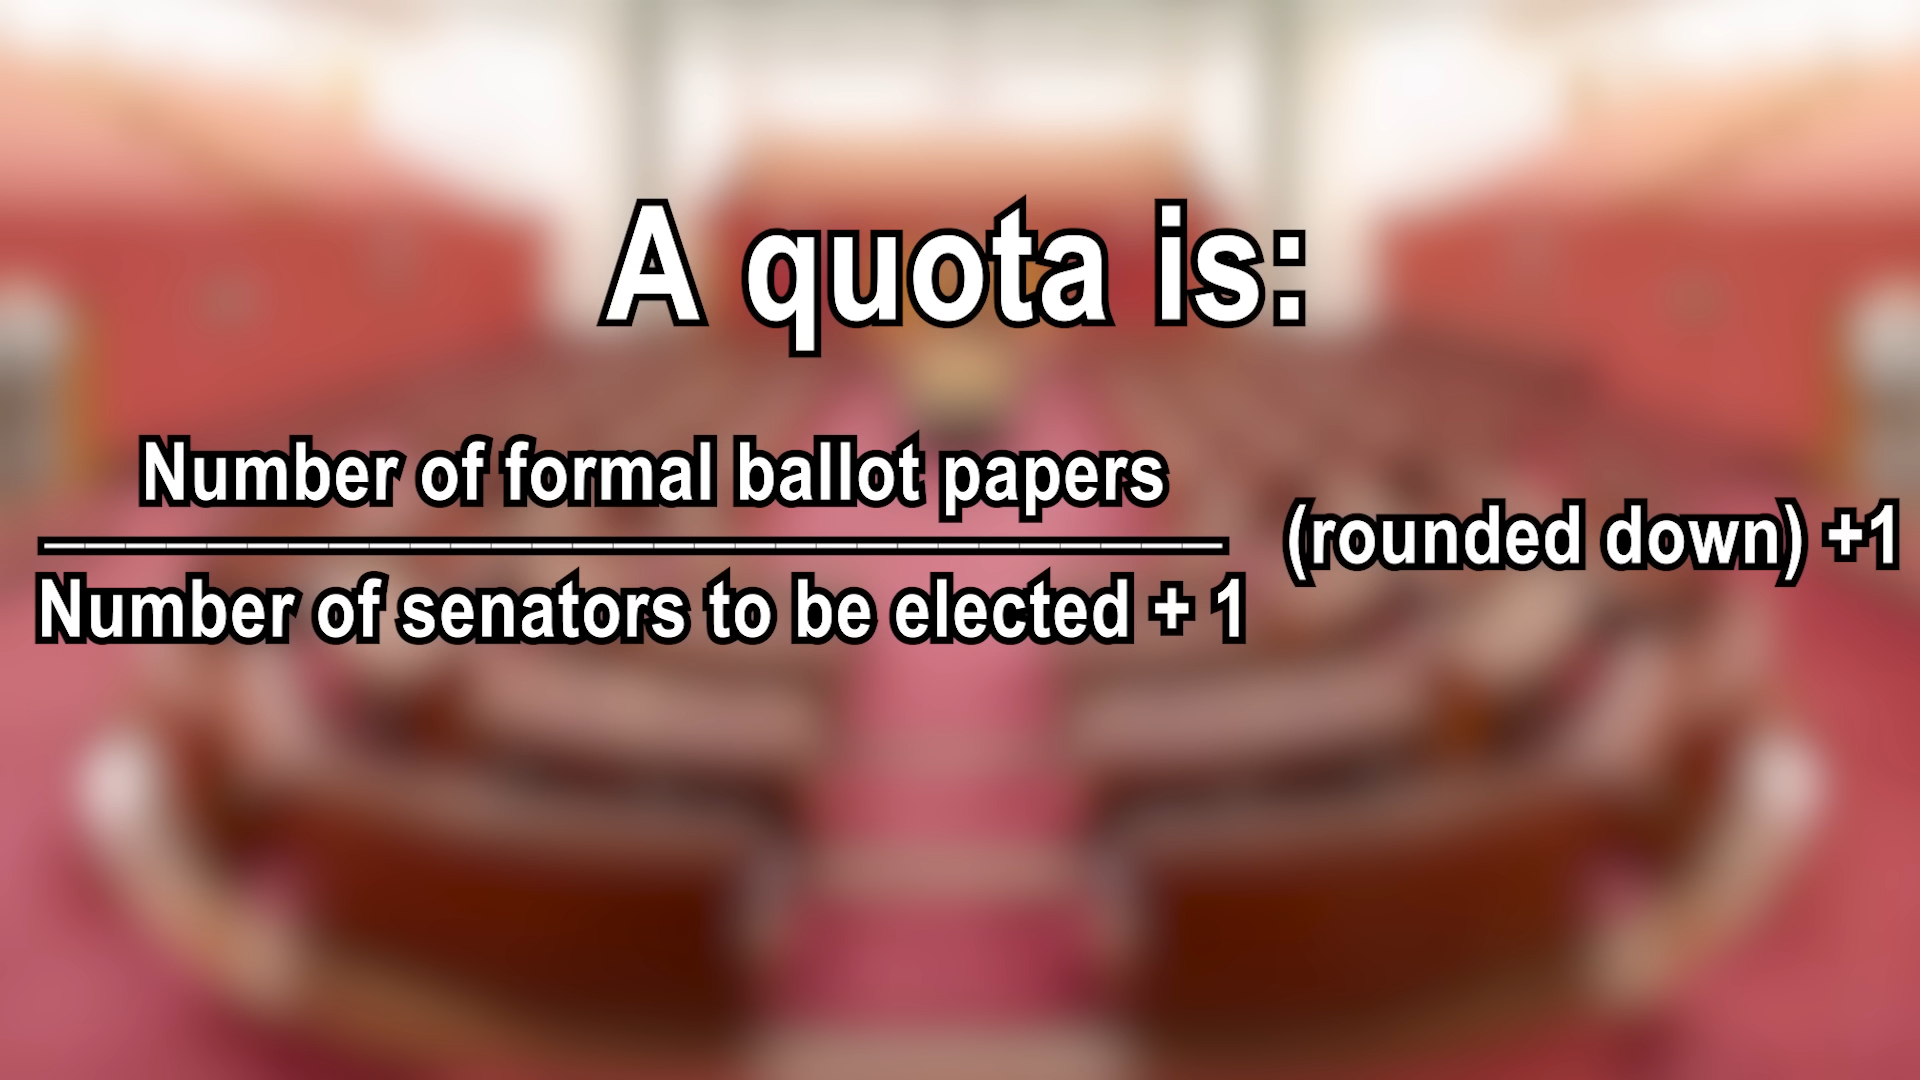 A quota is:
Number of formal ballot papers
(rounded down) +1
Number of senators to be elected + 1